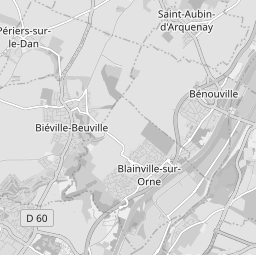 Saint-Aubin-
d'Arquenay
Périers-sur-
le-Dan
Bénouville
Biéville-Beuville
Blainville-sur-
Orne
D 60